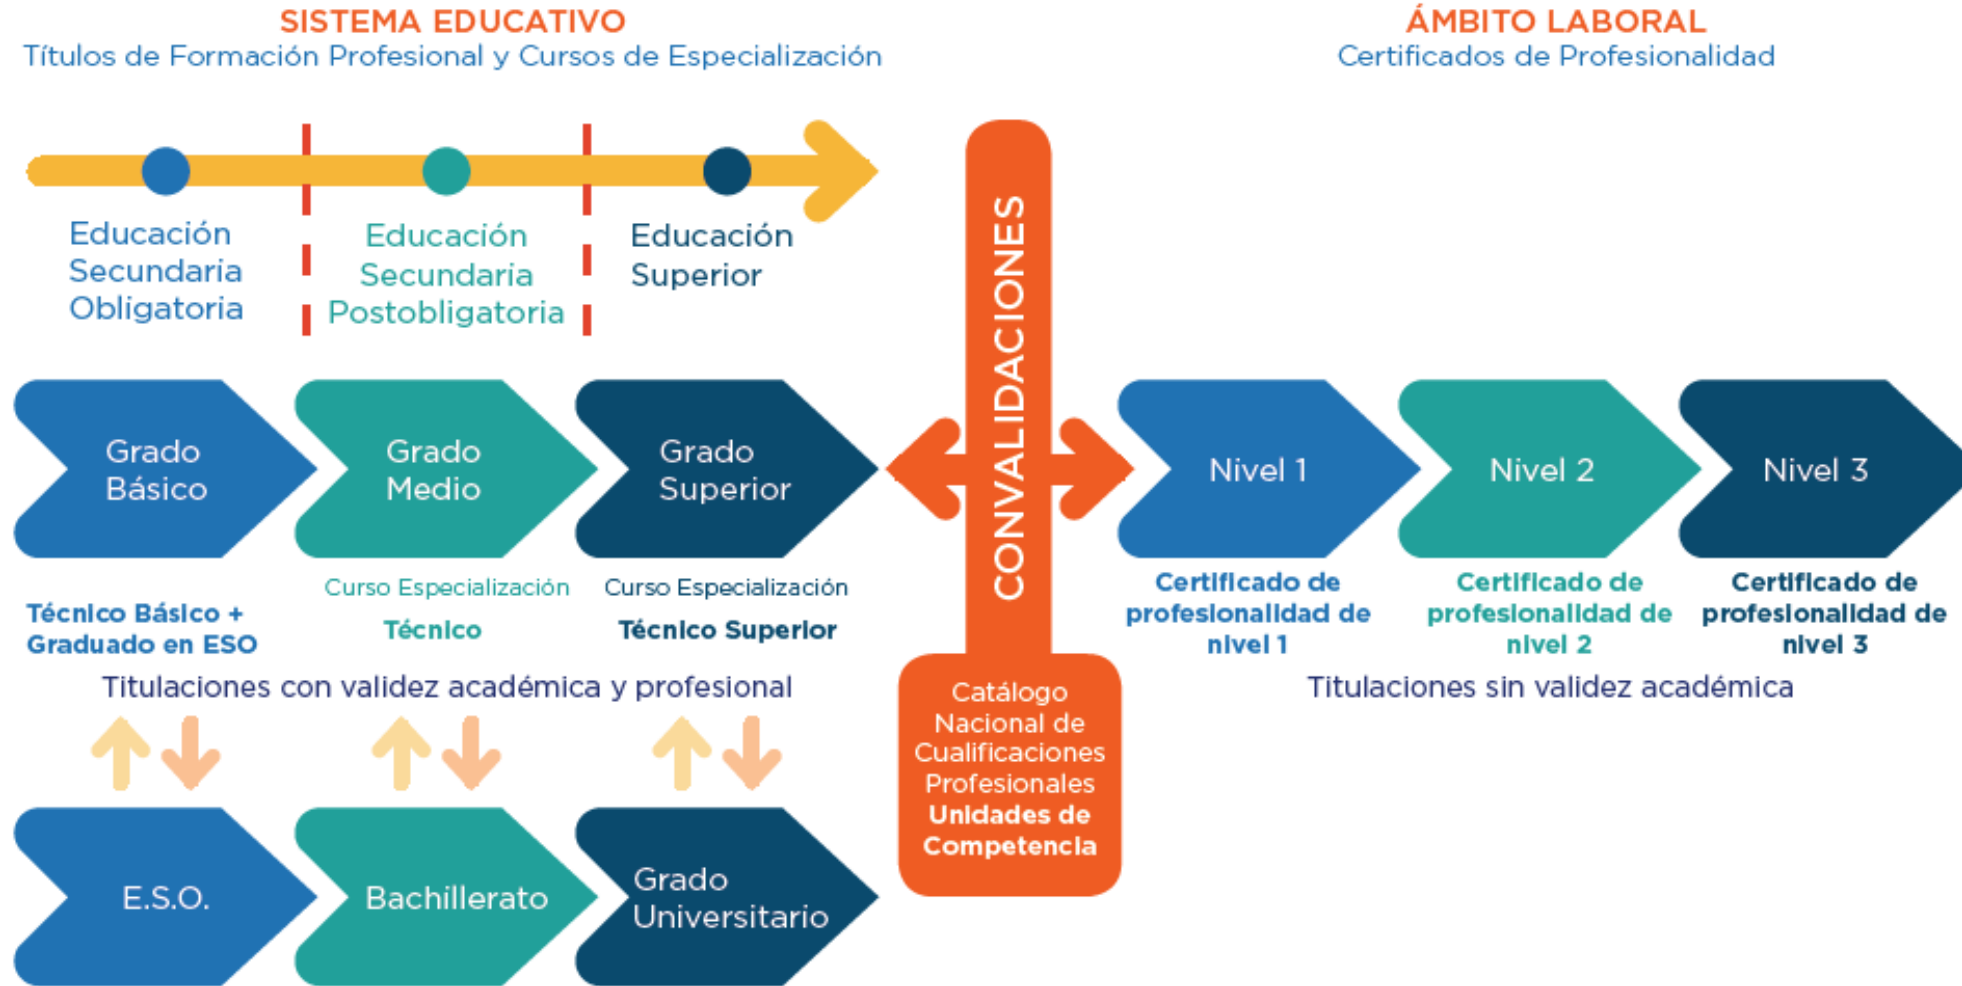 SISTEMA EDUCATIVO
Títulos de Formación Profesional y Cursos de Especialización
ÁMBITO LABORAL
Certificados de Profesionalidad
Educación
Secundaria
Obligatoria
Educación
Secundaria
Postobligatoria
Educación
Superior
Grado
Básico
Grado
Medio
Grado
Superior
CONVALIDACIONES
Nivel 1
Nivel 2
Nivel 3
Técnico Básico +
Graduado en ESO
Curso Especialización
Técnico
Curso Especialización
Técnico Superior
Certificado de
profesionalidad de
nivel 1
Certificado de
profesionalidad de
nivel 2
Certificado de
profesionalidad de
nivel 3
Titulaciones con validez académica y profesional
Titulaciones sin validez académica
Catálogo
Nacional de
Cualificaciones
Profesionales
Unidades de
Competencia
E.S.O.
Bachillerato
Grado
Universitario